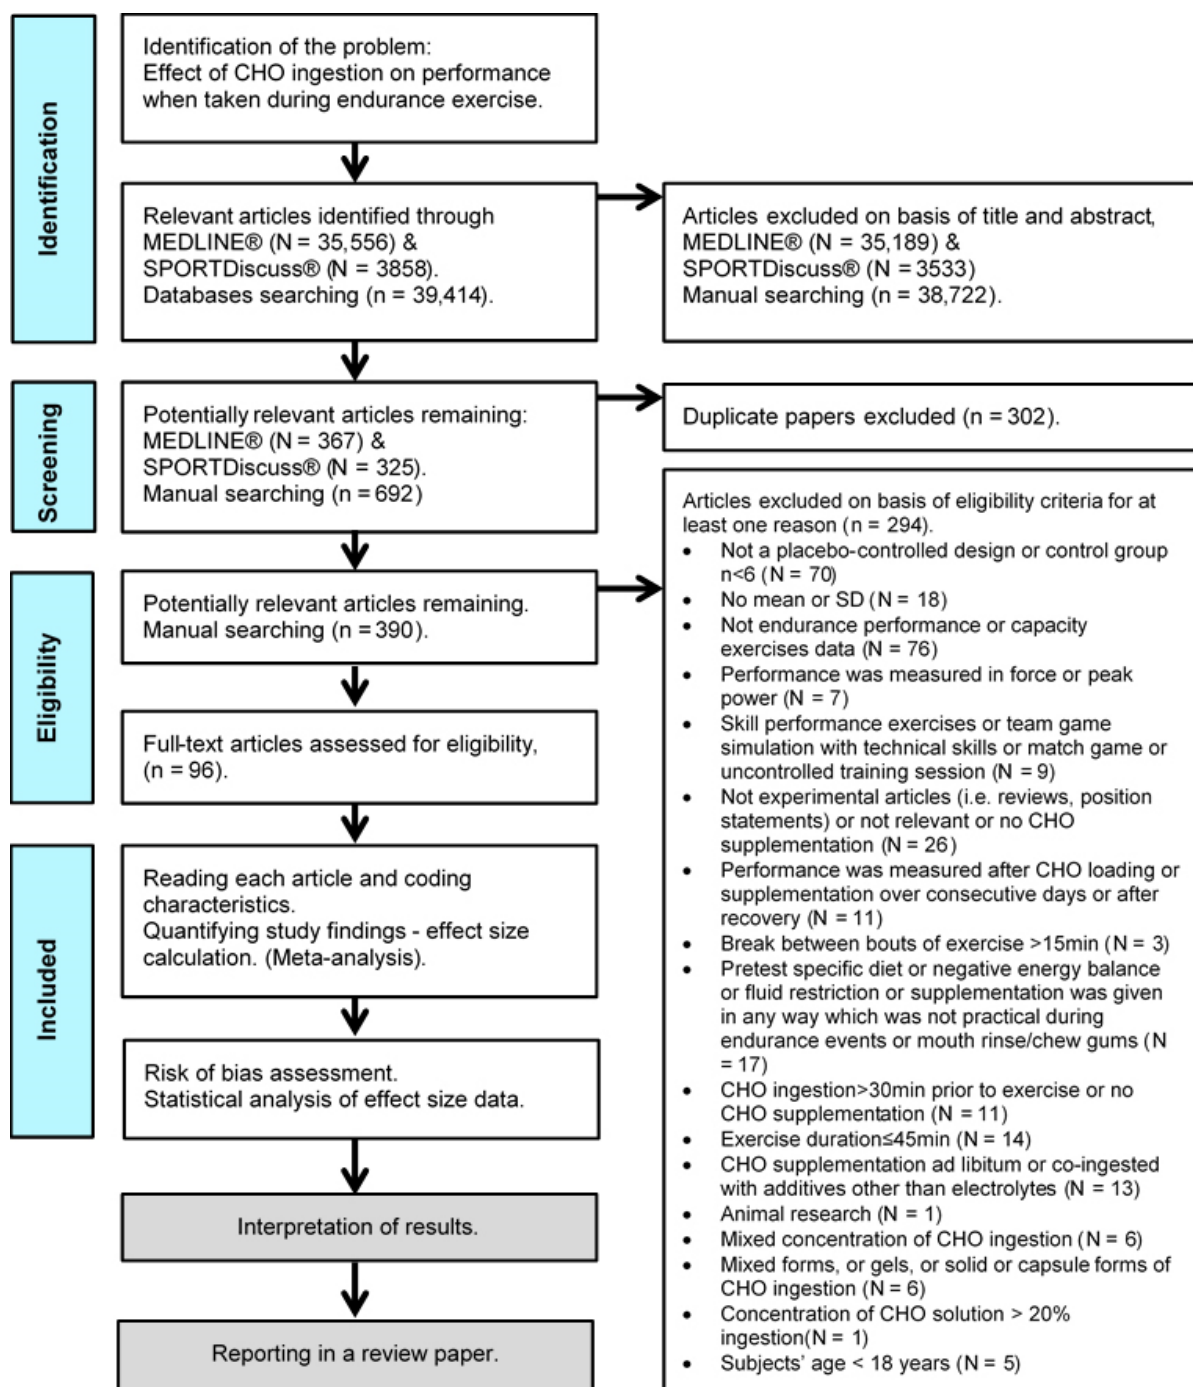 Identification
Identification of the problem:
Effect of CHO ingestion on performance
when taken during endurance exercise.
Relevant articles identified through
MEDLINE® (N = 35,556) &
SPORTDiscuss® (N = 3858).
Databases searching (n = 39,414).
Articles excluded on basis of title and abstract,
MEDLINE® (N = 35,189) &
SPORTDiscuss® (N = 3533)
Manual searching (n = 38,722).
Screening
Potentially relevant articles remaining:
MEDLINE® (N = 367) &
SPORTDiscuss® (N = 325).
Manual searching (n = 692)
Duplicate papers excluded (n = 302).
Eligibility
Potentially relevant articles remaining.
Manual searching (n = 390).
Full-text articles assessed for eligibility,
(n = 96).
Articles excluded on basis of eligibility criteria for at
least one reason (n = 294).
• Not a placebo-controlled design or control group
n<6 (N = 70)
• No mean or SD (N = 18)
• Not endurance performance or capacity
exercises data (N = 76)
• Performance was measured in force or peak
power (N = 7)
• Skill performance exercises or team game
simulation with technical skills or match game or
uncontrolled training session (N = 9)
• Not experimental articles (i.e. reviews, position
statements) or not relevant or no CHO
supplementation (N = 26)
• Performance was measured after CHO loading or
supplementation over consecutive days or after
recovery (N = 11)
• Break between bouts of exercise >15min (N = 3)
• Pretest specific diet or negative energy balance
or fluid restriction or supplementation was given
in any way which was not practical during
endurance events or mouth rinse/chew gums (N
= 17)
• CHO ingestion>30min prior to exercise or no
CHO supplementation (N = 11)
• Exercise duration≤45min (N = 14)
• CHO supplementation ad libitum or co-ingested
with additives other than electrolytes (N = 13)
• Animal research (N = 1)
• Mixed concentration of CHO ingestion (N = 6)
• Mixed forms, or gels, or solid or capsule forms of
CHO ingestion (N = 6)
• Concentration of CHO solution > 20%
ingestion(N = 1)
• Subjects' age < 18 years (N = 5)
Included
Reading each article and coding
characteristics.
Quantifying study findings - effect size
calculation. (Meta-analysis).
Risk of bias assessment.
Statistical analysis of effect size data.
Interpretation of results.
Reporting in a review paper.